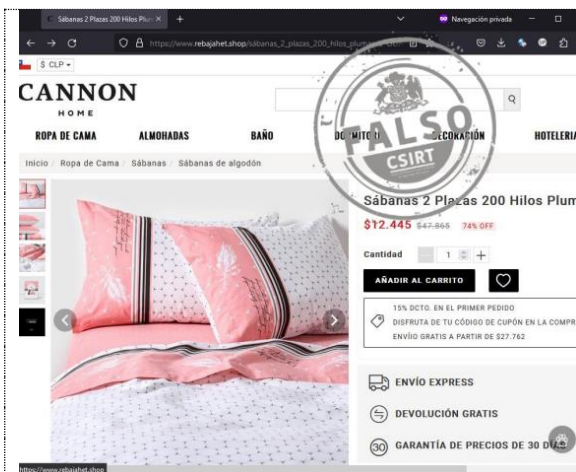 Sábanas 2 Plazas 200 Hilos Plum
Navegación privada
https://www.rebajahet.shop/sábanas_2_plazas_200_hilos_plum
$ CLP
CANNON
HOME
ROPA DE CAMA ALMOHADAS BAÑO DORMITORI DECORACIÓN HOTELERIA
FALSO
CSIRT
Inicio / Ropa de Cama / Sábanas / Sábanas de algodón
Sábanas 2 Plazas 200 Hilos Plum
$12.445 $47.865 74% OFF
Cantidad 1 +
AÑADIR AL CARRITO
15% DCTO. EN EL PRIMER PEDIDO
DISFRUTA DE TU CÓDIGO DE CUPÓN EN LA COMPR
ENVÍO GRATIS A PARTIR DE $27.762
ENVÍO EXPRESS
DEVOLUCIÓN GRATIS
30 GARANTÍA DE PRECIOS DE 30 DÍAS
https://www.rebajahet.shop